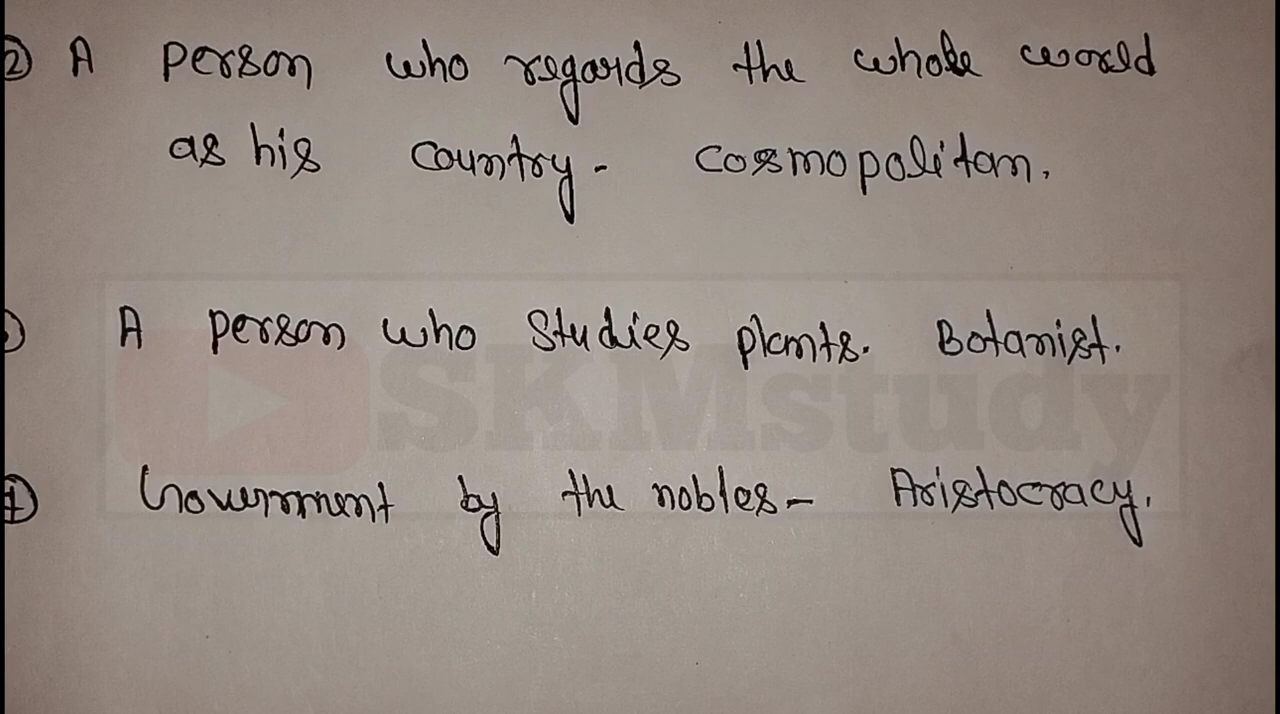 ② A person who regards the whole world
as his country - Cosmopolitan.
A person who Studies plants. Botanist.
SKMstudy
④ Government by the nobles - Aristocracy.